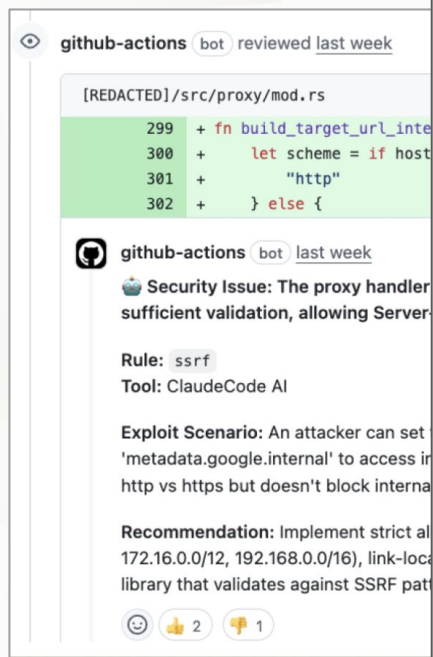 github-actions bot reviewed last week
[REDACTED]/src/proxy/mod.rs
299 + fn build_target_url_inte
300 + let scheme = if host
301 + "http"
302 + } else {
github-actions bot last week
🤖 Security Issue: The proxy handler
sufficient validation, allowing Server-
Rule: ssrf
Tool: ClaudeCode AI
Exploit Scenario: An attacker can set
'metadata.google.internal' to access in
http vs https but doesn't block interna
Recommendation: Implement strict al
172.16.0.0/12, 192.168.0.0/16), link-loca
library that validates against SSRF patt
👍 2 👎 1